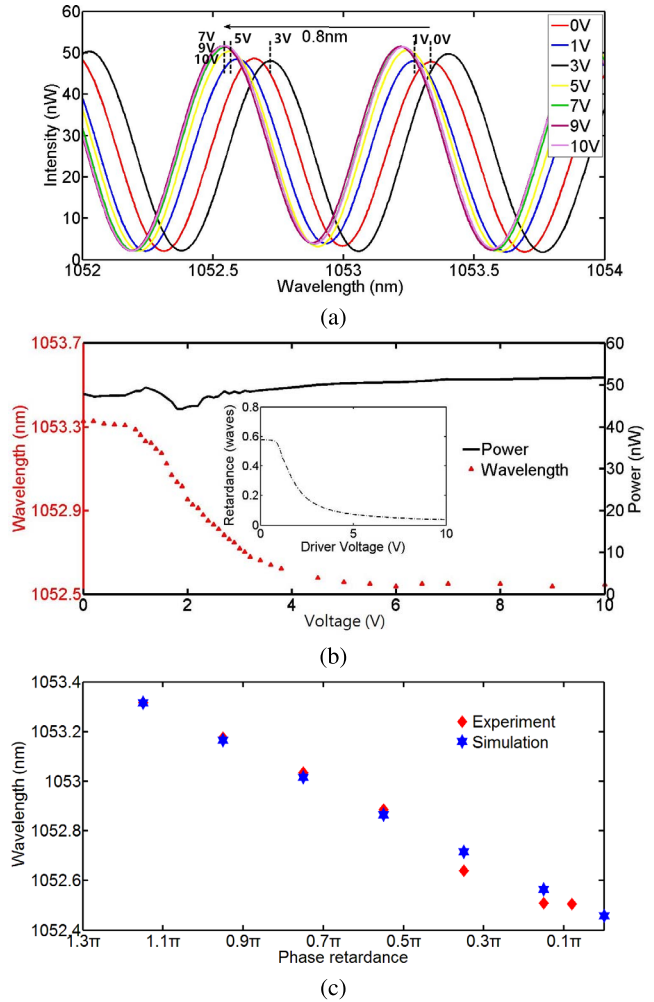 60
50
40
30
20
10
0
Intensity (nW)
7V
9V
10V
5V
3V
0.8nm
1V
0V
0V
1V
3V
5V
7V
9V
10V
1052
1052.5
1053
1053.5
1054
Wavelength (nm)
(a)
1053.7
1053.3
1052.9
1052.5
Wavelength (nm)
60
50
40
30
20
10
0
Power (nW)
0.8
0.6
0.4
0.2
0
Retardance (waves)
0
5
10
Driver Voltage (V)
Power
Wavelength
0
2
4
6
8
10
Voltage (V)
(b)
1053.4
1053.2
1053
1052.8
1052.6
1052.4
Wavelength (nm)
Experiment
Simulation
1.3π
1.1π
0.9π
0.7π
0.5π
0.3π
0.1π
Phase retardance
(c)